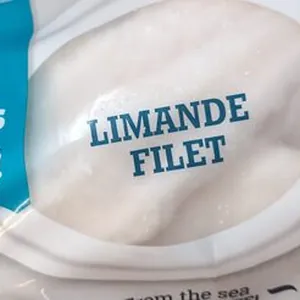 LIMANDE
FILET
From the sea